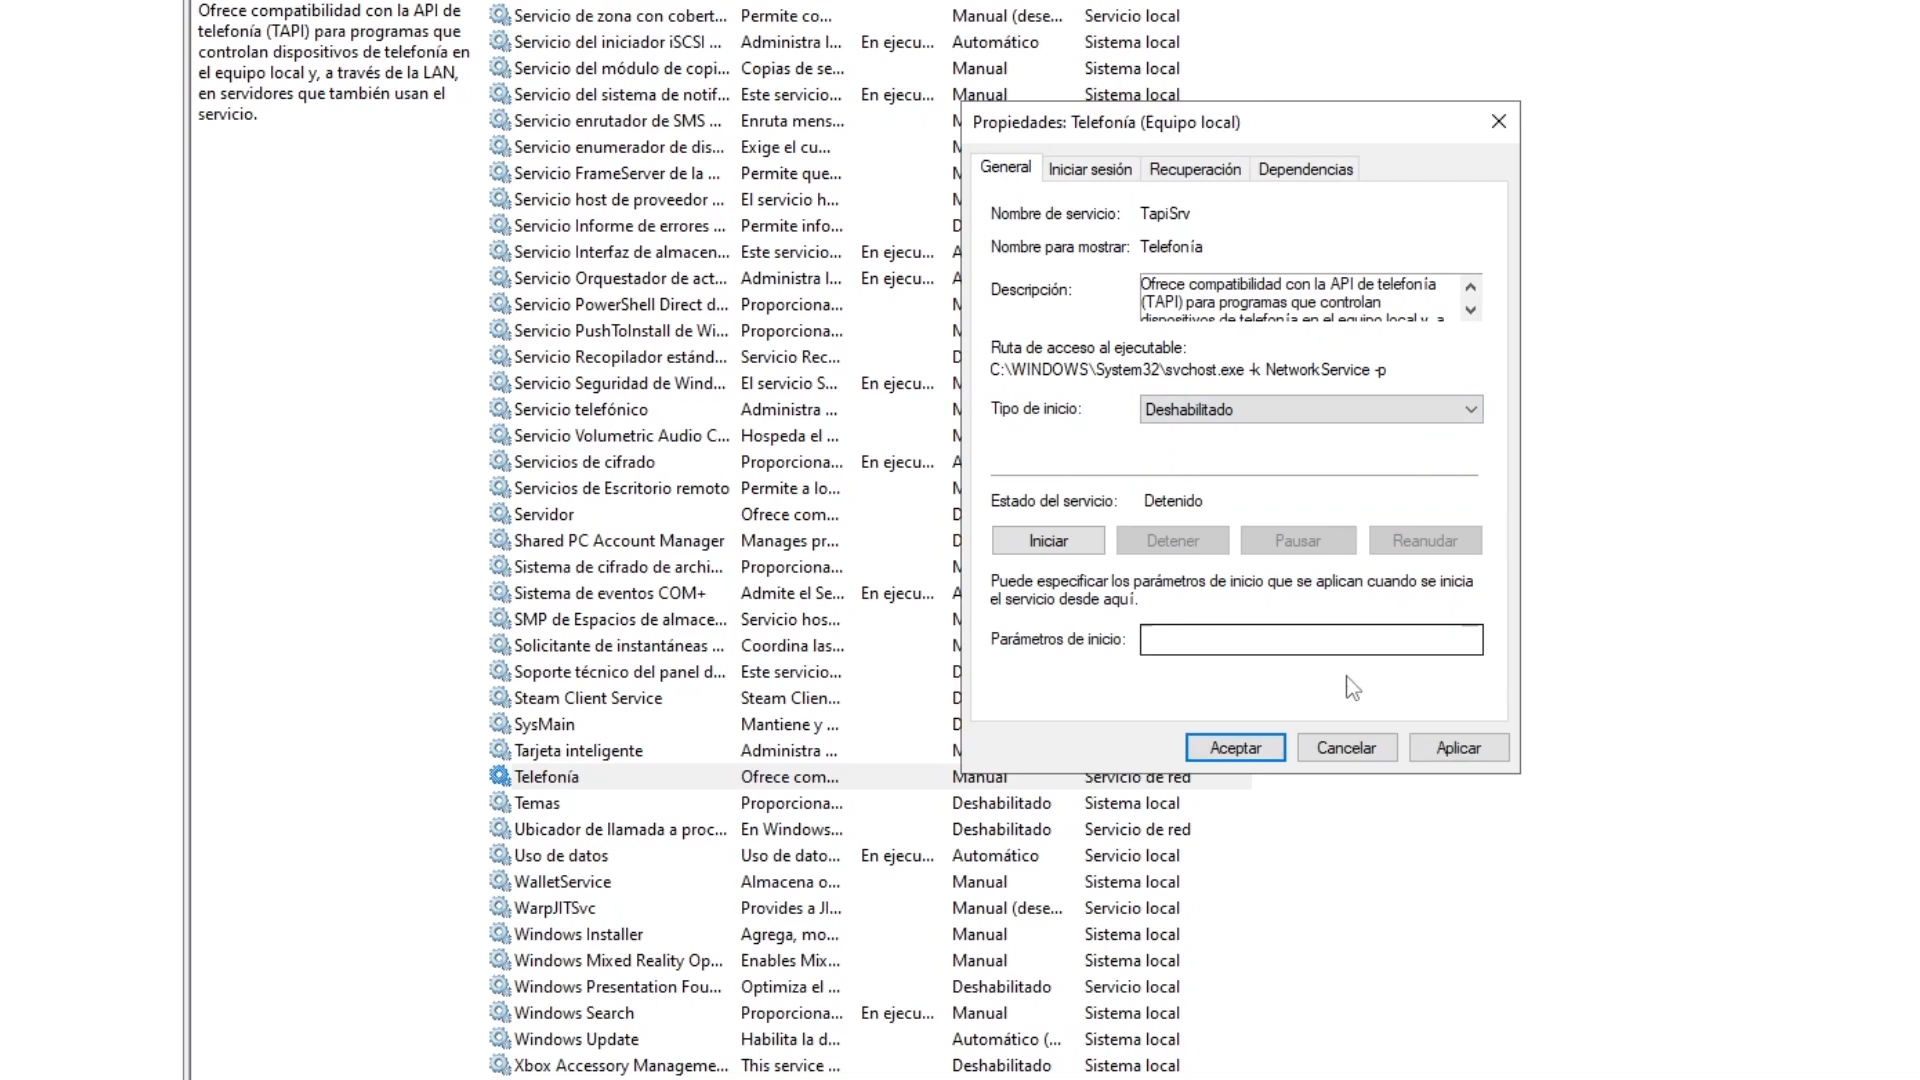 Ofrece compatibilidad con la API de
telefonía (TAPI) para programas que
controlan dispositivos de telefonía en
el equipo local y, a través de la LAN,
en servidores que también usan el
servicio.
Servicio de zona con cobert... Permite co... Manual (dese... Servicio local
Servicio del iniciador iSCSI ... Administra l... En ejecu... Automático Sistema local
Servicio del módulo de copi... Copias de se... Manual Sistema local
Servicio del sistema de notif... Este servicio... En ejecu... Manual Sistema local
Servicio enrutador de SMS ... Enruta mens...
Servicio enumerador de dis... Exige el cu...
Servicio FrameServer de la ... Permite que...
Servicio host de proveedor ... El servicio h...
Servicio Informe de errores ... Permite info... D
Servicio Interfaz de almacen... Este servicio... En ejecu... A
Servicio Orquestador de act... Administra l... En ejecu... A
Servicio PowerShell Direct d... Proporciona...
Servicio PushToInstall de Wi... Proporciona...
Servicio Recopilador estánd... Servicio Rec... D
Servicio Seguridad de Wind... El servicio S... En ejecu...
Servicio telefónico Administra ...
Servicio Volumetric Audio C... Hospeda el ...
Servicios de cifrado Proporciona... En ejecu... A
Servicios de Escritorio remoto Permite a lo...
Servidor Ofrece com... D
Shared PC Account Manager Manages pr... D
Sistema de cifrado de archi... Proporciona...
Sistema de eventos COM+ Admite el Se... En ejecu... A
SMP de Espacios de almace... Servicio hos...
Solicitante de instantáneas ... Coordina las...
Soporte técnico del panel d... Este servicio... D
Steam Client Service Steam Clien... D
SysMain Mantiene y ... D
Tarjeta inteligente Administra ...
Telefonía Ofrece com... Manual Servicio de red
Temas Proporciona... Deshabilitado Sistema local
Ubicador de llamada a proc... En Windows... Deshabilitado Servicio de red
Uso de datos Uso de dato... En ejecu... Automático Servicio local
WalletService Almacena o... Manual Sistema local
WarpJITSvc Provides a JI... Manual (dese... Servicio local
Windows Installer Agrega, mo... Manual Sistema local
Windows Mixed Reality Op... Enables Mix... Manual Sistema local
Windows Presentation Fou... Optimiza el ... Deshabilitado Servicio local
Windows Search Proporciona... En ejecu... Manual Sistema local
Windows Update Habilita la d... Automático (... Sistema local
Xbox Accessory Manageme... This service ... Deshabilitado Sistema local
Propiedades: Telefonía (Equipo local)
General Iniciar sesión Recuperación Dependencias
Nombre de servicio: TapiSrv
Nombre para mostrar: Telefonía
Descripción: Ofrece compatibilidad con la API de telefonía
(TAPI) para programas que controlan
dispositivos de telefonía en el equipo local y, a
Ruta de acceso al ejecutable:
C:\WINDOWS\System32\svchost.exe -k NetworkService -p
Tipo de inicio: Deshabilitado
Estado del servicio: Detenido
Iniciar Detener Pausar Reanudar
Puede especificar los parámetros de inicio que se aplican cuando se inicia
el servicio desde aquí.
Parámetros de inicio:
Aceptar Cancelar Aplicar